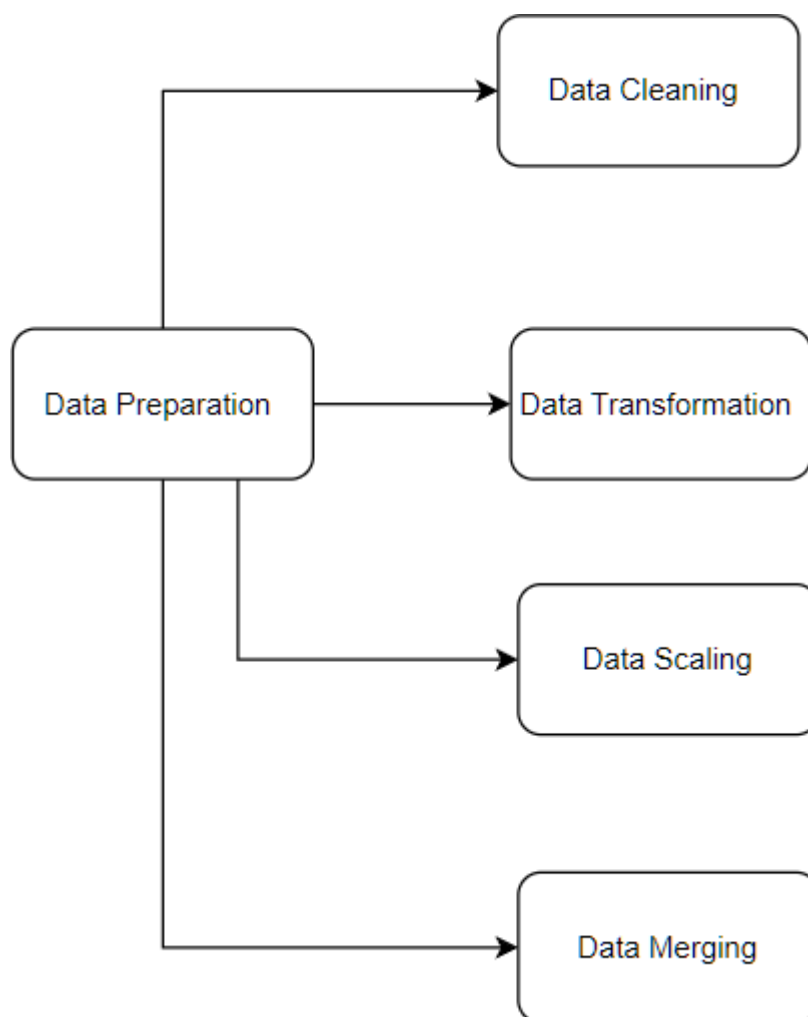 Data Cleaning
Data Preparation
Data Transformation
Data Scaling
Data Merging